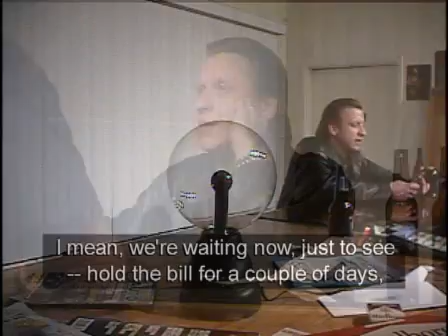 I mean, we're waiting now, just to see
-- hold the bill for a couple of days,